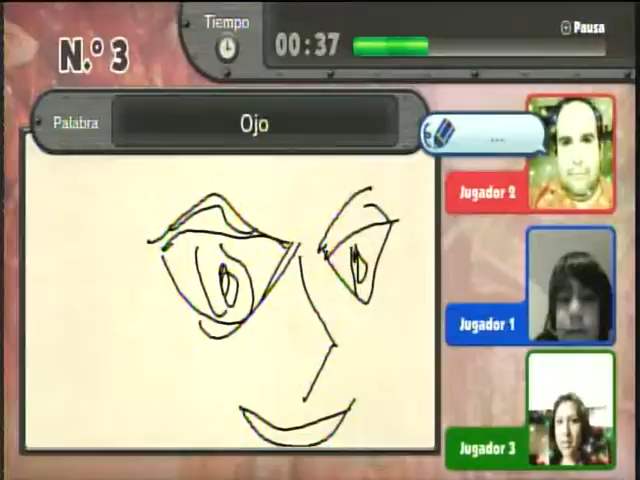 N.º 3
Tiempo
00:37
Pausa
Palabra
Ojo
...
Jugador 2
Jugador 1
Jugador 3